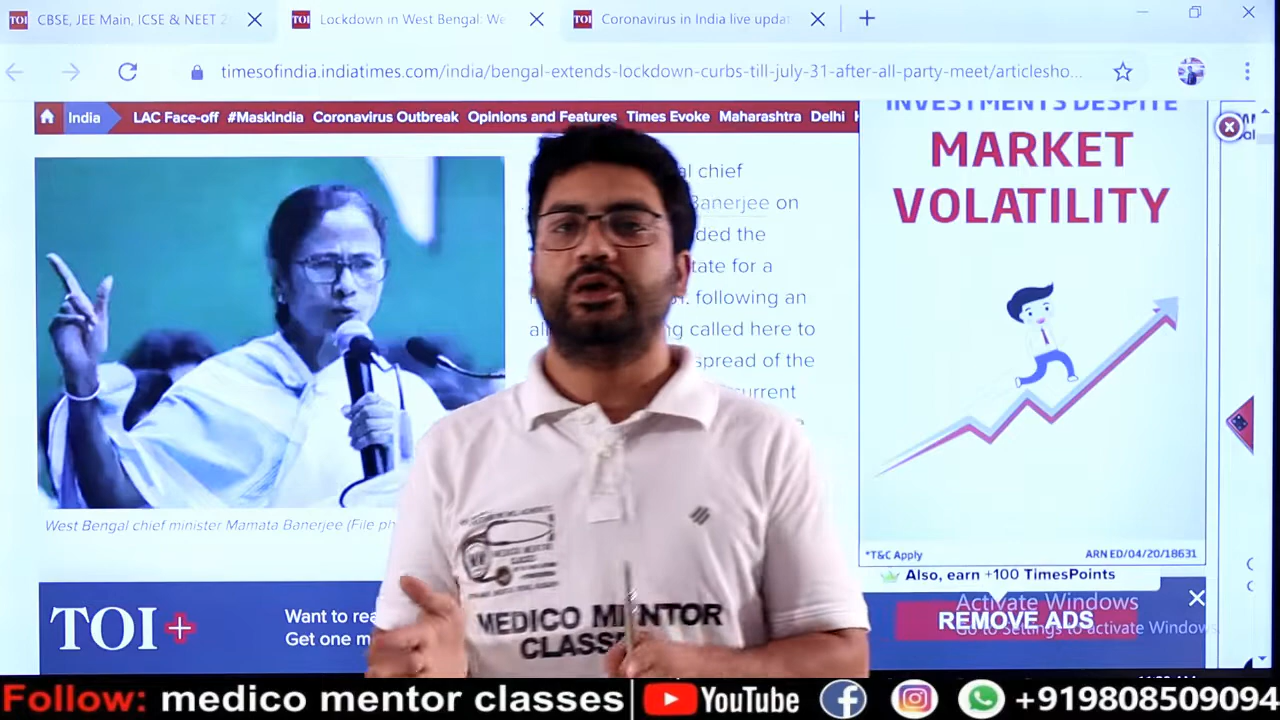 CBSE, JEE Main, ICSE & NEET 2
Lockdown in West Bengal: We
Coronavirus in India live updat
timesofindia.indiatimes.com/india/bengal-extends-lockdown-curbs-till-july-31-after-all-party-meet/articlesho...
India
LAC Face-off #MaskIndia Coronavirus Outbreak Opinions and Features Times Evoke Maharashtra Delhi
chief
Banerjee on
the
for a
following an
called here to
spread of the
West Bengal chief minister Mamata Banerjee (File
INVESTMENTS DESPITE
MARKET
VOLATILITY
*T&C Apply
ARN ED/04/20/18631
Also, earn +100 TimesPoints
TOI+
Want to
Get one
REMOVE ADS
Activate Windows
Go to Settings to activate Windows.
MEDICO MENTOR
Follow: medico mentor classes
YouTube
+919808509094